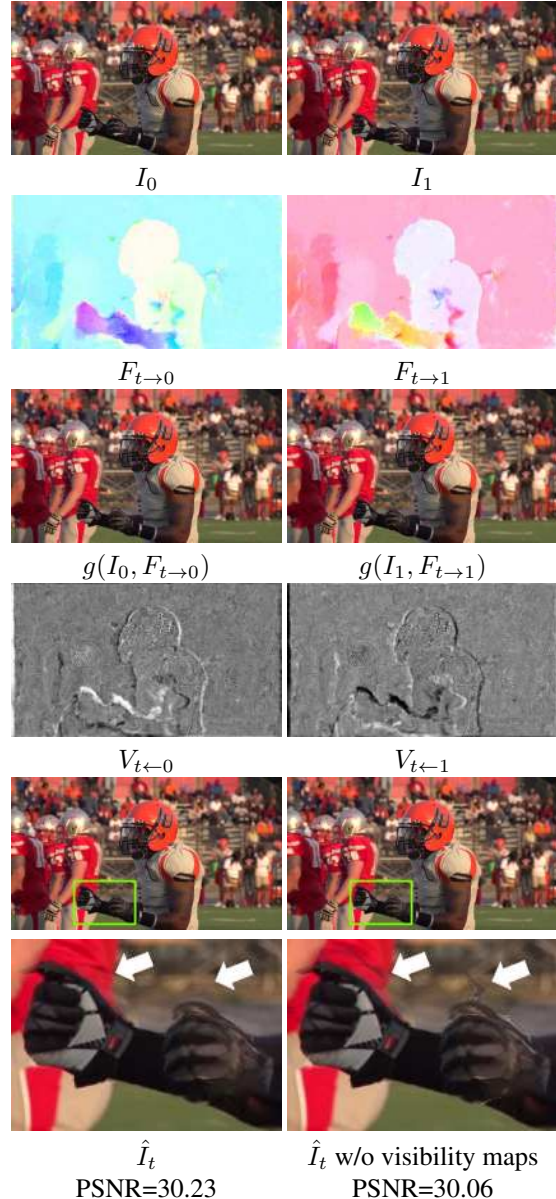 I_0 I_1
F_{t→0} F_{t→1}
g(I_0, F_{t→0}) g(I_1, F_{t→1})
V_{t←0} V_{t←1}
Î_t Î_t w/o visibility maps
PSNR=30.23 PSNR=30.06